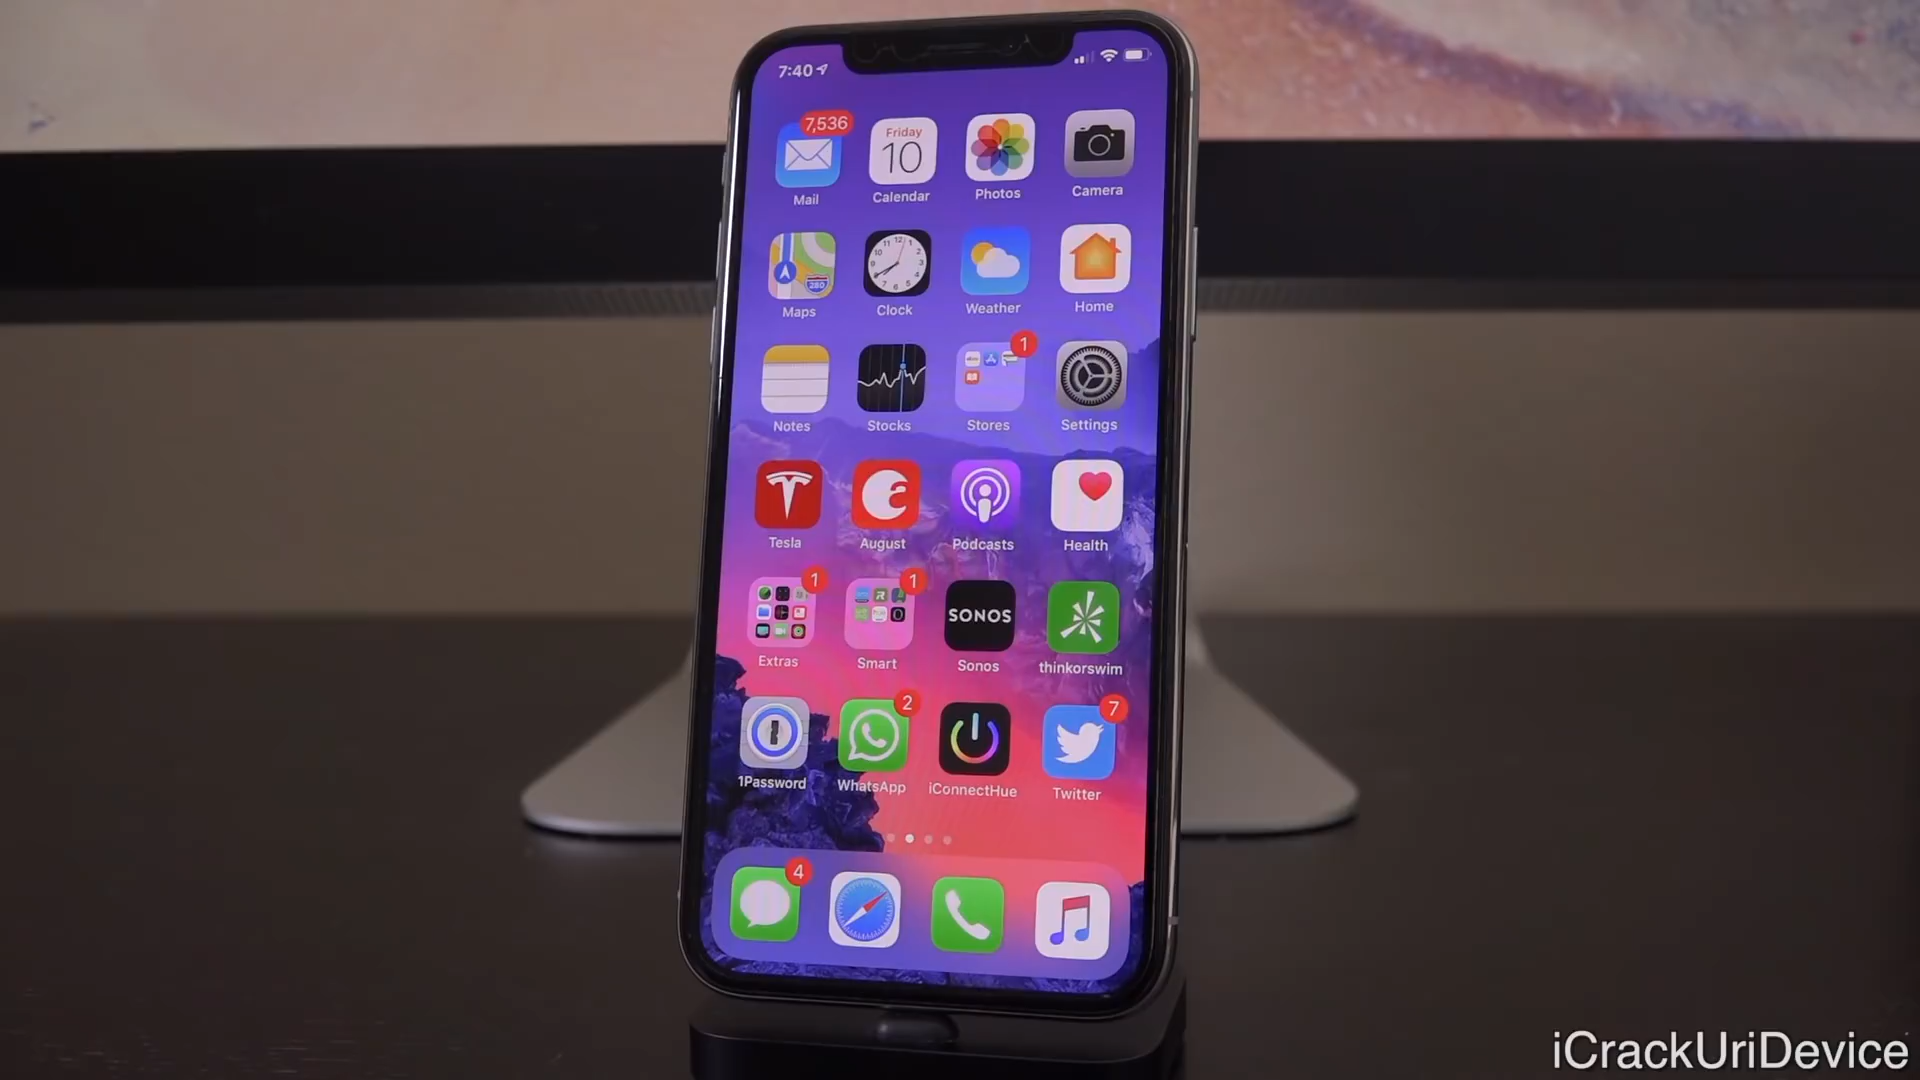 7:40
7,536
Friday
10
Mail
Calendar
Photos
Camera
12
280
Maps
Clock
Weather
Home
1
Notes
Stocks
Stores
Settings
Tesla
August
Podcasts
Health
1
1
SONOS
Extras
Smart
Sonos
thinkorswim
2
7
1Password
WhatsApp
iConnectHue
Twitter
4
iCrackUriDevice